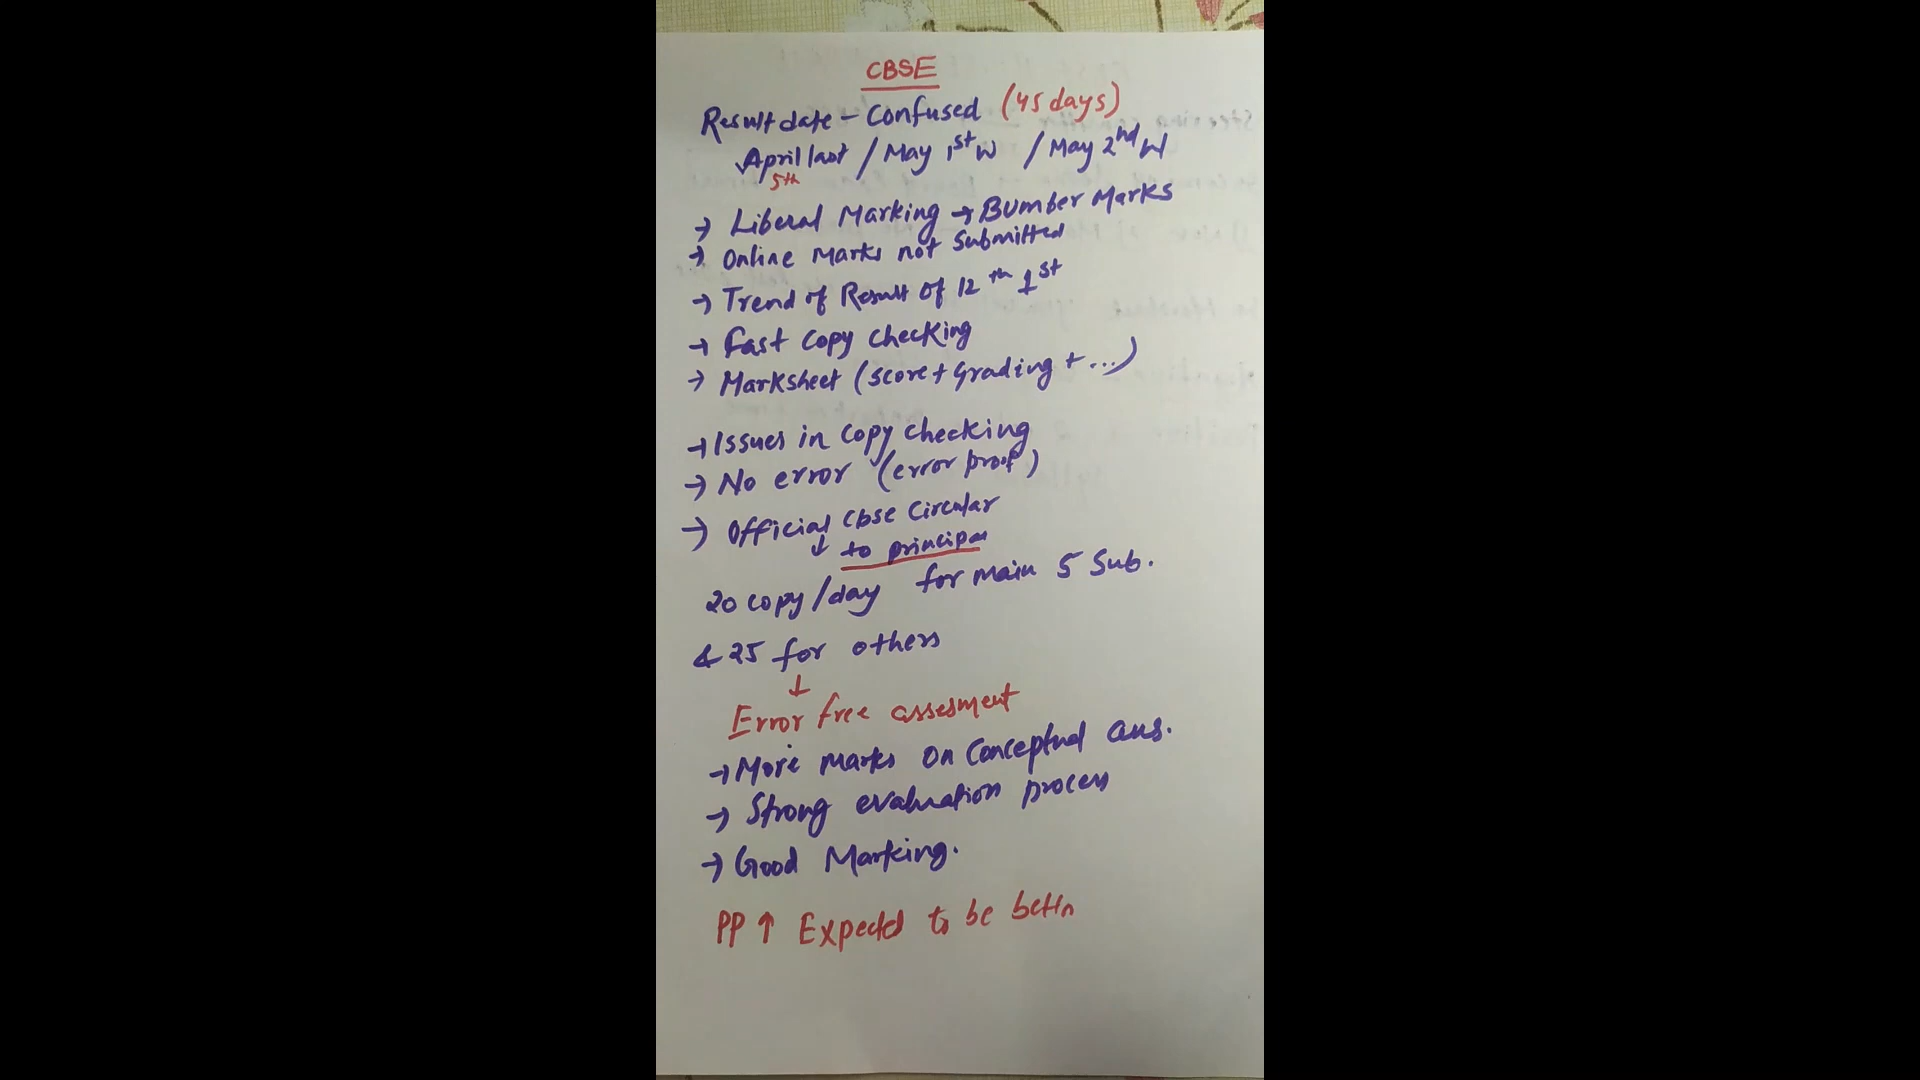 CBSE
Result date - Confused (45 days)
April last / May 1st W / May 2nd W
5th
→ Liberal Marking → Bumber Marks
→ Online Marks not Submitted
→ Trend of Result of 12th 1st
→ Fast Copy checking
→ Marksheet (Score + Grading + ...)
→ Issues in Copy checking
→ No error (error proof)
→ Official Cbse Circular
↓ to principal
20 copy/day for main 5 Sub.
& 25 for others
↓
Error free assesment
→ More marks on Conceptual ans.
→ Strong evaluation process
→ Good Marking.
PP ↑ Expected to be better